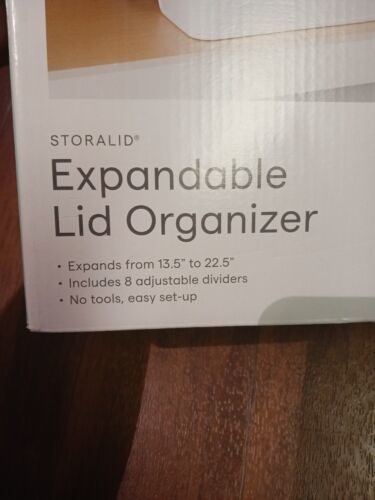 STORALID®
Expandable
Lid Organizer
• Expands from 13.5" to 22.5"
• Includes 8 adjustable dividers
• No tools, easy set-up